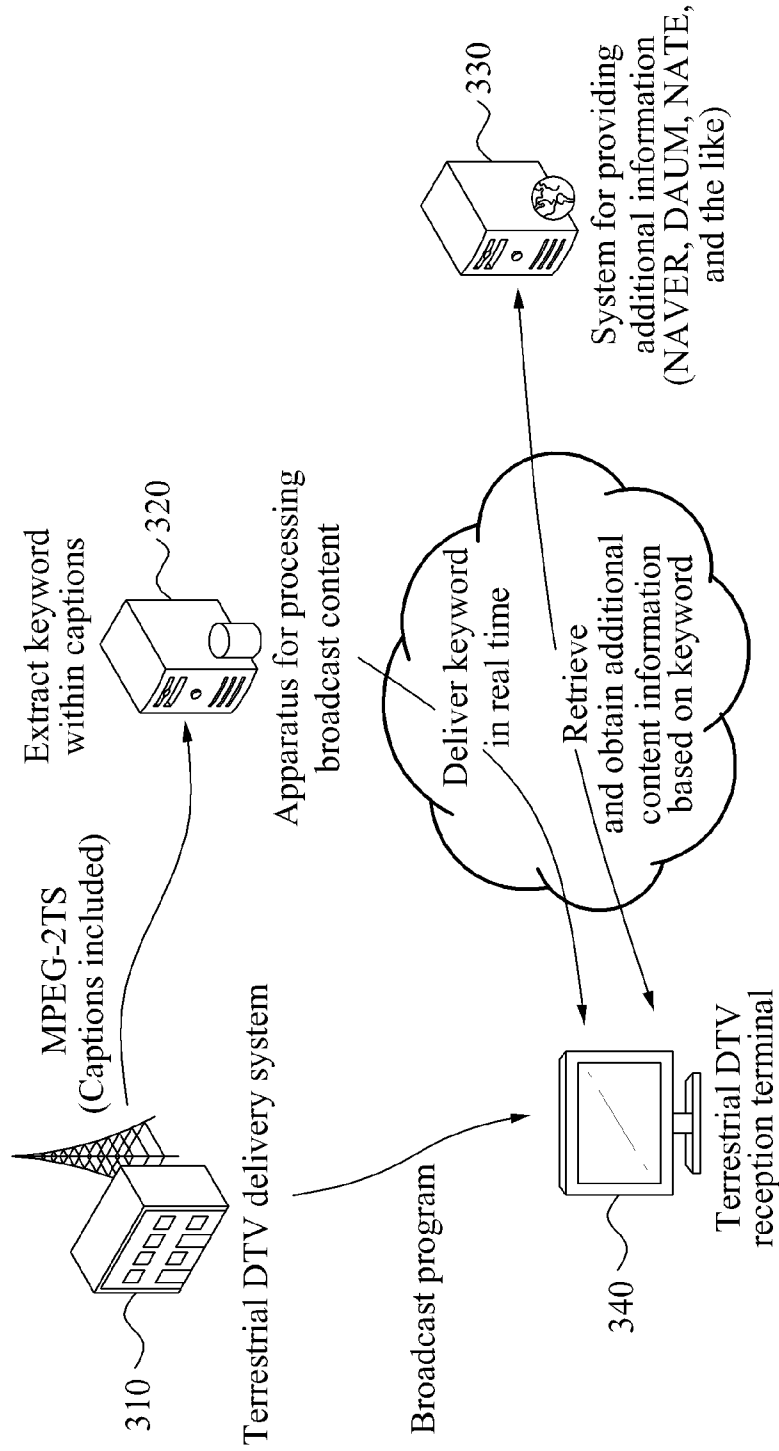 310
Terrestrial DTV delivery system
MPEG-2TS
(Captions included)
Extract keyword
within captions
320
Apparatus for processing
broadcast content
Broadcast program
340
Terrestrial DTV
reception terminal
Deliver keyword
in real time
Retrieve
and obtain additional
content information
based on keyword
330
System for providing
additional information
(NAVER, DAUM, NATE,
and the like)